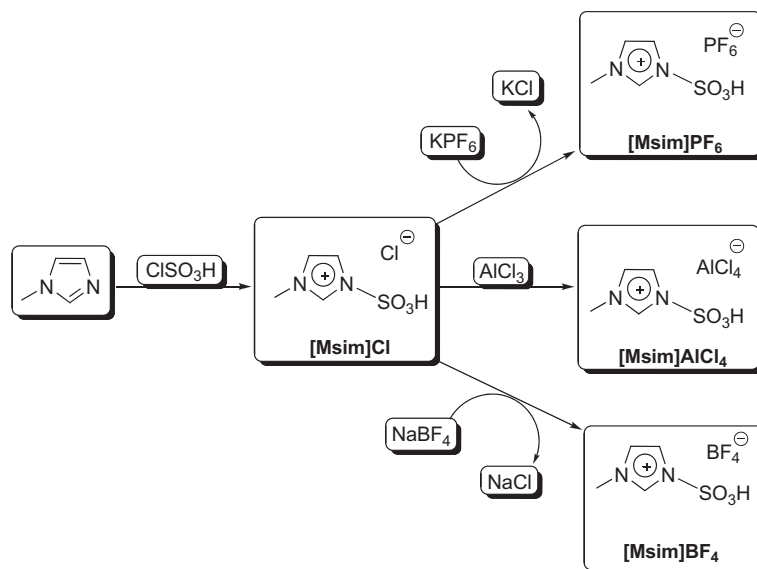 PF6⊖
N + N
SO3H
[Msim]PF6
KCl
KPF6
N N
ClSO3H
Cl⊖
N + N
SO3H
[Msim]Cl
AlCl3
AlCl4⊖
N + N
SO3H
[Msim]AlCl4
NaBF4
NaCl
BF4⊖
N + N
SO3H
[Msim]BF4